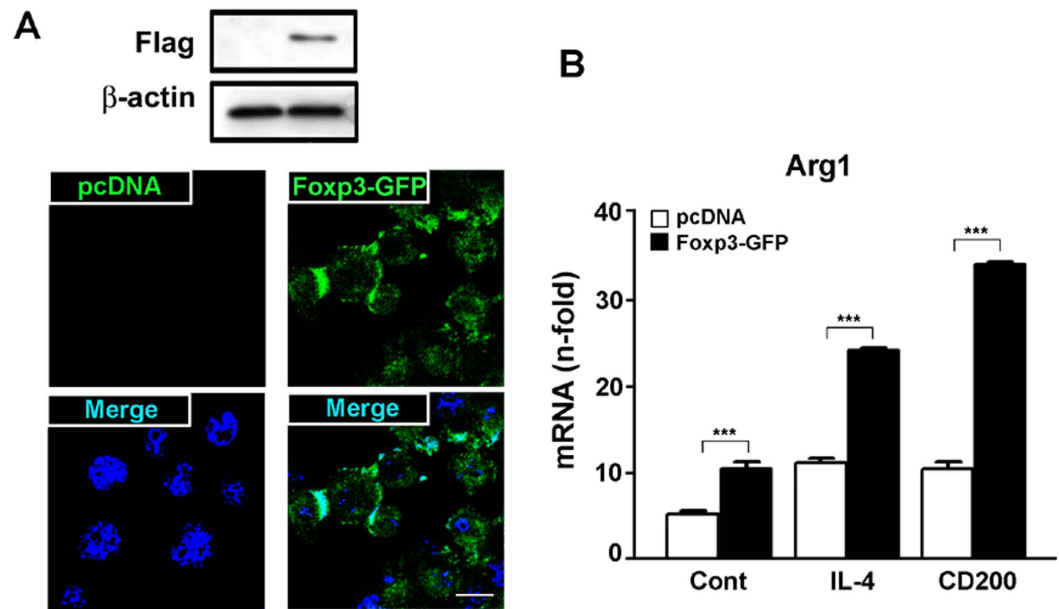 A
Flag
β-actin
pcDNA
Foxp3-GFP
Merge
Merge
B
Arg1
mRNA (n-fold)
40
30
20
10
0
pcDNA
Foxp3-GFP
***
***
***
Cont
IL-4
CD200